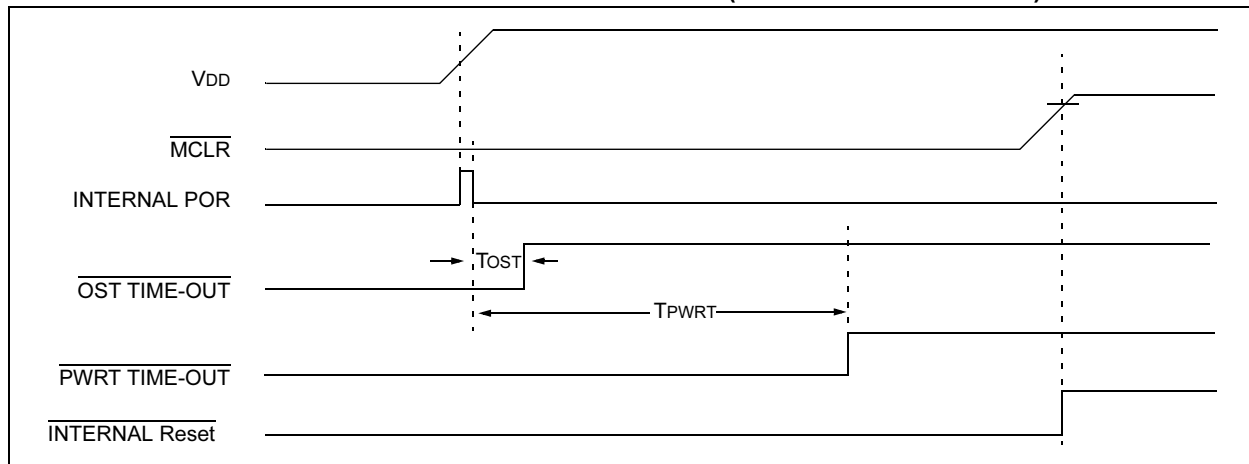 VDD
MCLR
INTERNAL POR
TOST
OST TIME-OUT
TPWRT
PWRT TIME-OUT
INTERNAL Reset